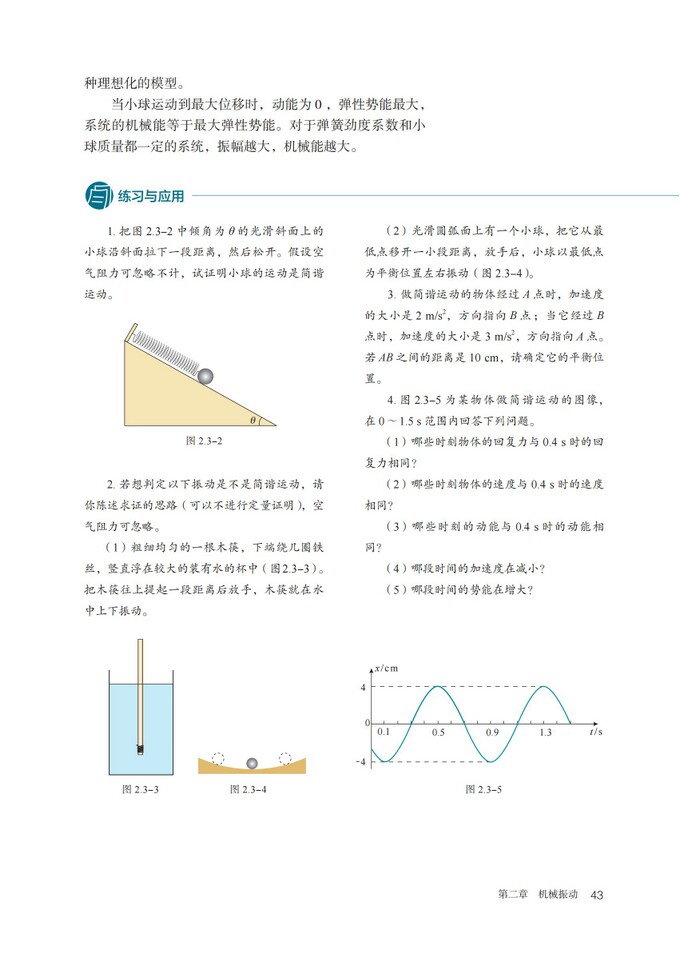 种理想化的模型。
当小球运动到最大位移时，动能为 0 ，弹性势能最大，
系统的机械能等于最大弹性势能。对于弹簧劲度系数和小
球质量都一定的系统，振幅越大，机械能越大。
练习与应用
1. 把图 2.3-2 中倾角为 θ 的光滑斜面上的
小球沿斜面拉下一段距离，然后松开。假设空
气阻力可忽略不计，试证明小球的运动是简谐
运动。
θ
图 2.3-2
2. 若想判定以下振动是不是简谐运动，请
你陈述求证的思路（可以不进行定量证明），空
气阻力可忽略。
（1）粗细均匀的一根木筷，下端绕几圈铁
丝，竖直浮在较大的装有水的杯中（图2.3-3）。
把木筷往上提起一段距离后放手，木筷就在水
中上下振动。
图 2.3-3
图 2.3-4
（2）光滑圆弧面上有一个小球，把它从最
低点移开一小段距离，放手后，小球以最低点
为平衡位置左右振动（图 2.3-4）。
3. 做简谐运动的物体经过 A 点时，加速度
的大小是 2 m/s²，方向指向 B 点；当它经过 B
点时，加速度的大小是 3 m/s²，方向指向 A 点。
若 AB 之间的距离是 10 cm，请确定它的平衡位
置。
4. 图 2.3-5 为某物体做简谐运动的图像，
在 0～1.5 s 范围内回答下列问题。
（1）哪些时刻物体的回复力与 0.4 s 时的回
复力相同？
（2）哪些时刻物体的速度与 0.4 s 时的速度
相同？
（3）哪些时刻的动能与 0.4 s 时的动能相
同？
（4）哪段时间的加速度在减小？
（5）哪段时间的势能在增大？
x/cm
4
0
0.1 0.5 0.9 1.3 t/s
-4
图 2.3-5
第二章 机械振动 43